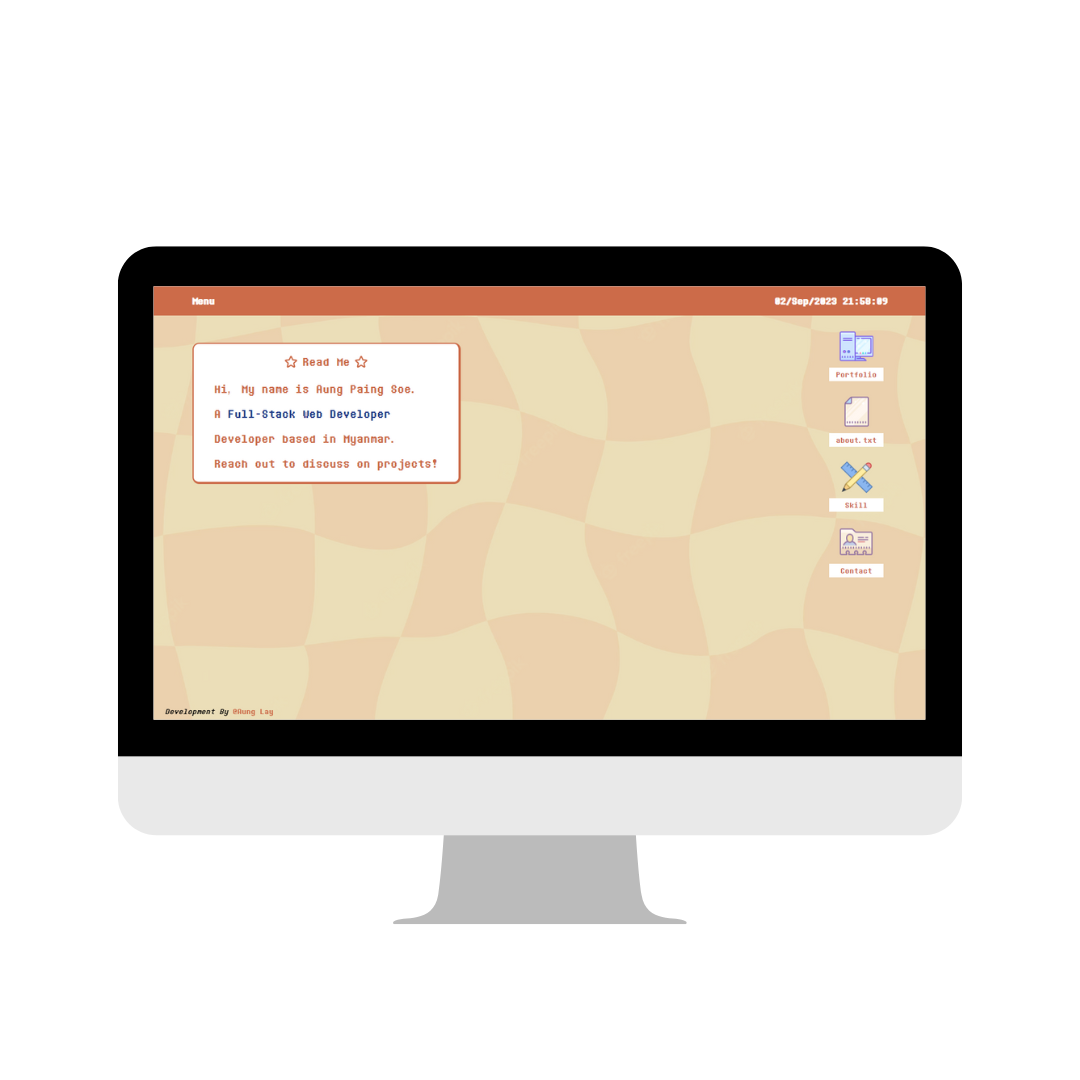 Menu
02/Sep/2023 21:50:09
Read Me
Hi, My name is Aung Paing Soe.
A Full-Stack Web Developer
Developer based in Myanmar.
Reach out to disouss on projects!
Portfolio
about.txt
Skill
Contact
Development By @Aung Lay